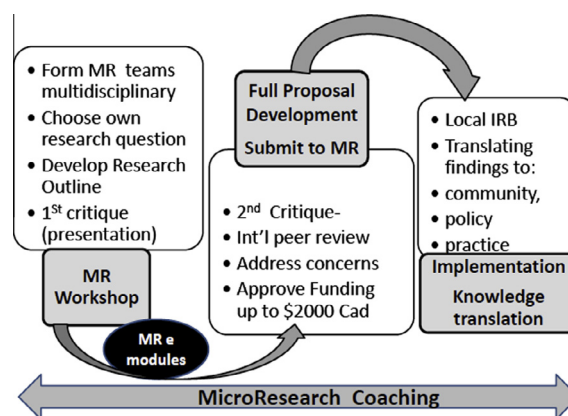 • Form MR teams
multidisciplinary
• Choose own
research question
• Develop Research
Outline
• 1St critique
(presentation)
MR
Workshop
MR e
modules
Full Proposal
Development
Submit to MR
• 2nd Critique-
• Int'l peer review
• Address concerns
• Approve Funding
up to $2000 Cad
• Local IRB
• Translating
findings to:
• community,
• policy
• practice
Implementation
Knowledge
translation
MicroResearch Coaching